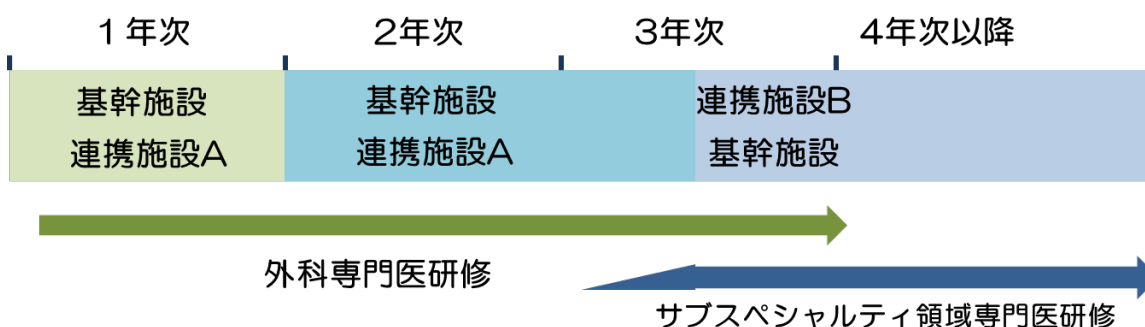 1年次 2年次 3年次 4年次以降
基幹施設 基幹施設 連携施設B
連携施設A 連携施設A 基幹施設
外科専門医研修
サブスペシャルティ領域専門医研修